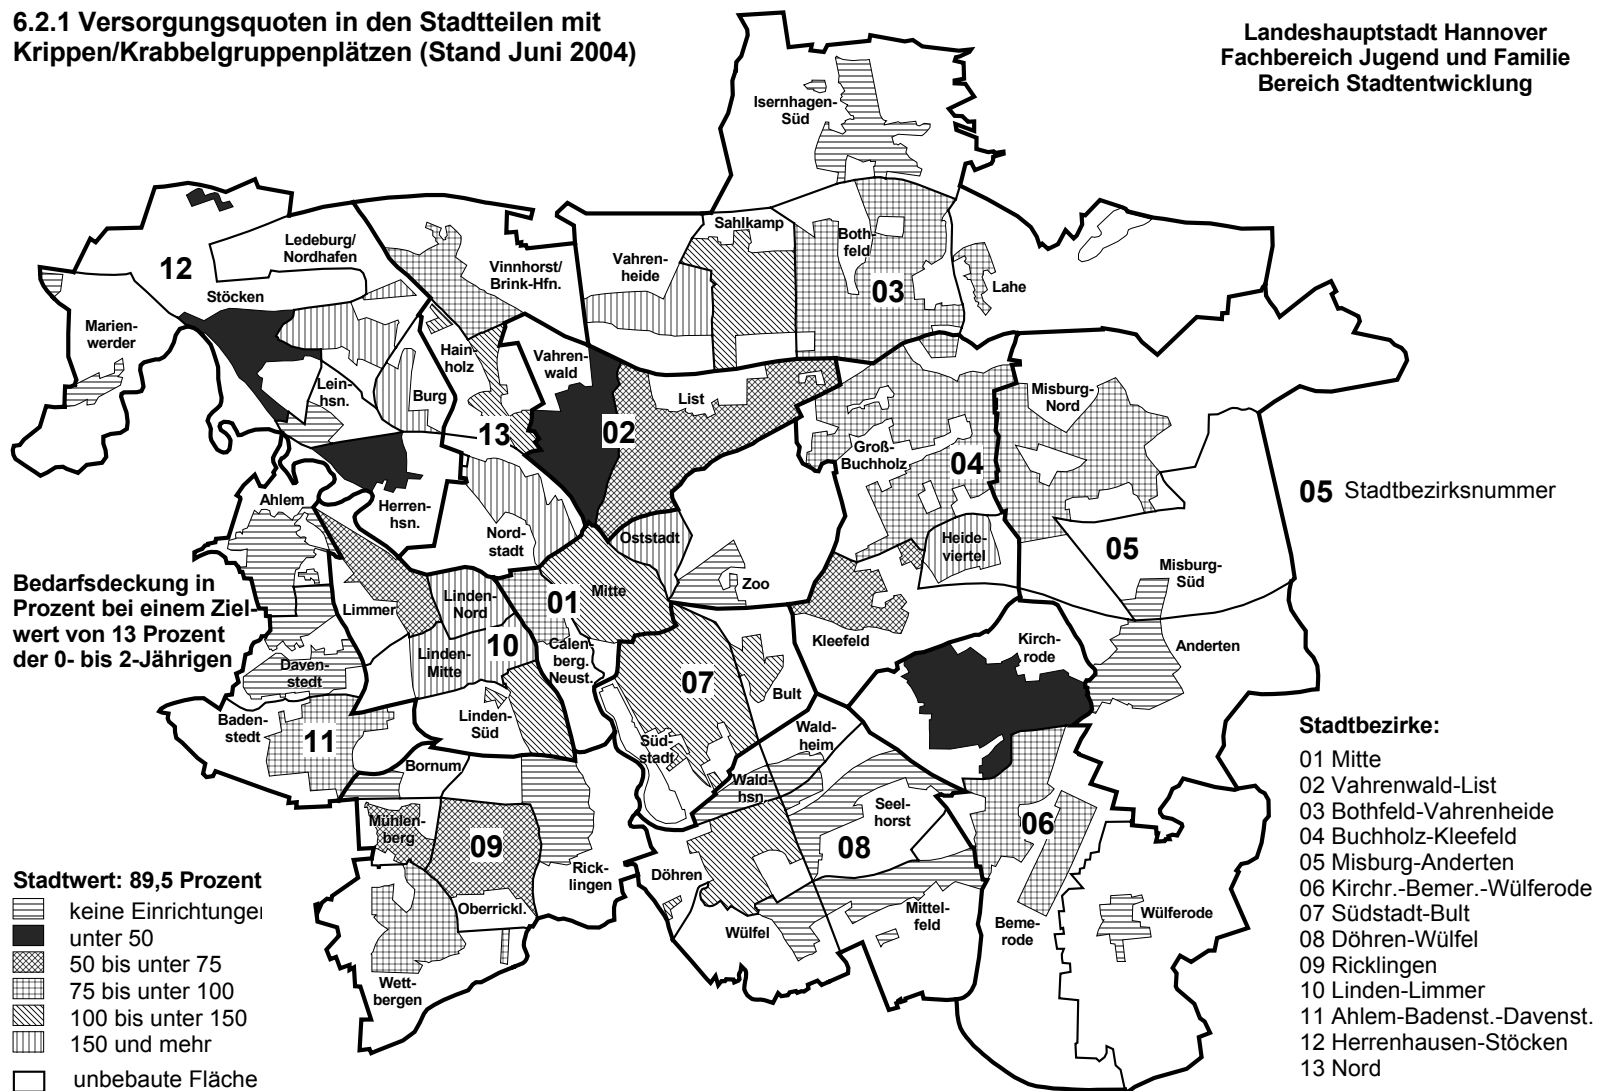 6.2.1 Versorgungsquoten in den Stadtteilen mit
Krippen/Krabbelgruppenplätzen (Stand Juni 2004)
Landeshauptstadt Hannover
Fachbereich Jugend und Familie
Bereich Stadtentwicklung
Isernhagen-
Süd
Sahlkamp
Both-
feld
Vahren-
heide
03
Lahe
12
Ledeburg/
Nordhafen
Stöcken
Vinnhorst/
Brink-Hfn.
Marien-
werder
Hain-
holz
Vahren-
wald
Lein-
hsn.
Burg
List
13
02
Misburg-
Nord
Groß-
Buchholz
04
Ahlem
Herren-
hsn.
Nord-
stadt
Oststadt
Heide-
viertel
05 Stadtbezirksnummer
05
Misburg-
Süd
Bedarfsdeckung in
Prozent bei einem Ziel-
wert von 13 Prozent
der 0- bis 2-Jährigen
Limmer
Linden-
Nord
01
Mitte
Zoo
Kleefeld
Kirch-
rode
Anderten
Daven-
stedt
Linden-
Mitte
10
Calen-
berg.
Neust.
07
Bult
Baden-
stedt
11
Linden-
Süd
Süd-
stadt
Wald-
heim
Bornum
Wald-
hsn.
Seel-
horst
Mühlen-
berg
09
08
06
Rick-
lingen
Döhren
Oberrickl.
Wülfel
Mittel-
feld
Beme-
rode
Wülferode
Wett-
bergen
Stadtwert: 89,5 Prozent
keine Einrichtungen
unter 50
50 bis unter 75
75 bis unter 100
100 bis unter 150
150 und mehr
unbebaute Fläche
Stadtbezirke:
01 Mitte
02 Vahrenwald-List
03 Bothfeld-Vahrenheide
04 Buchholz-Kleefeld
05 Misburg-Anderten
06 Kirchr.-Bemer.-Wülferode
07 Südstadt-Bult
08 Döhren-Wülfel
09 Ricklingen
10 Linden-Limmer
11 Ahlem-Badenst.-Davenst.
12 Herrenhausen-Stöcken
13 Nord